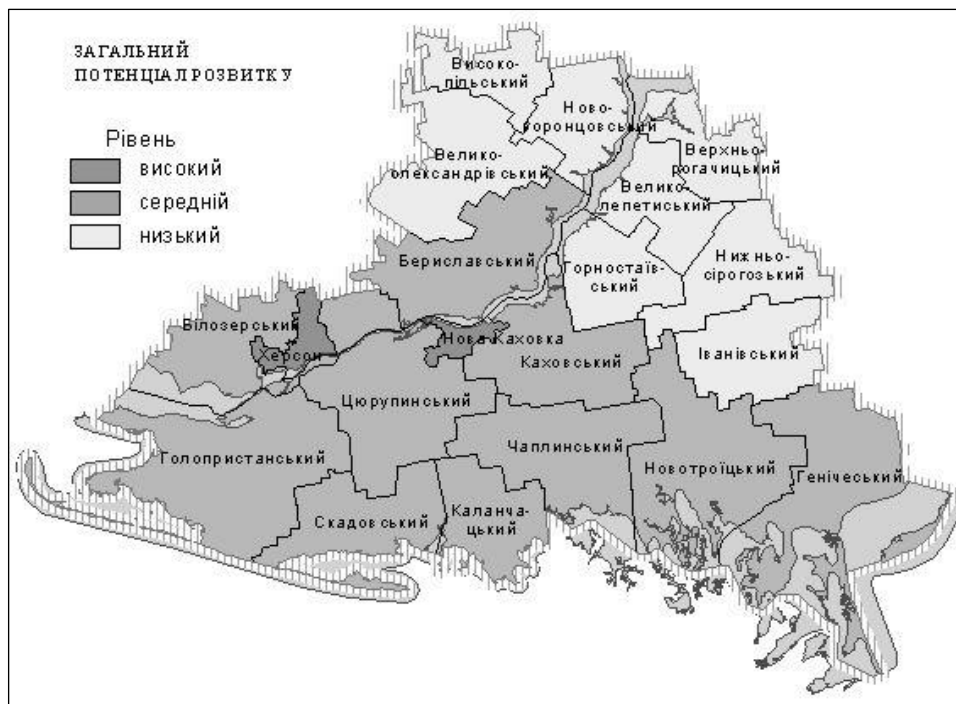 ЗАГАЛЬНИЙ
ПОТЕНЦІАЛ РОЗВИТКУ
Рівень
високий
середній
низький
Високо-
пільський
Ново-
воронцовський
Верхньо-
рогачицький
Велико-
олександрівський
Велико-
лепетиський
Нижньо-
сірогозький
Бериславський
Горностаїв-
ський
Білозерський
Херсон
Нова Каховка
Каховський
Іванівський
Цюрупинський
Чаплинський
Голопристанський
Новотроїцький
Генічеський
Скадовський
Каланча-
цький